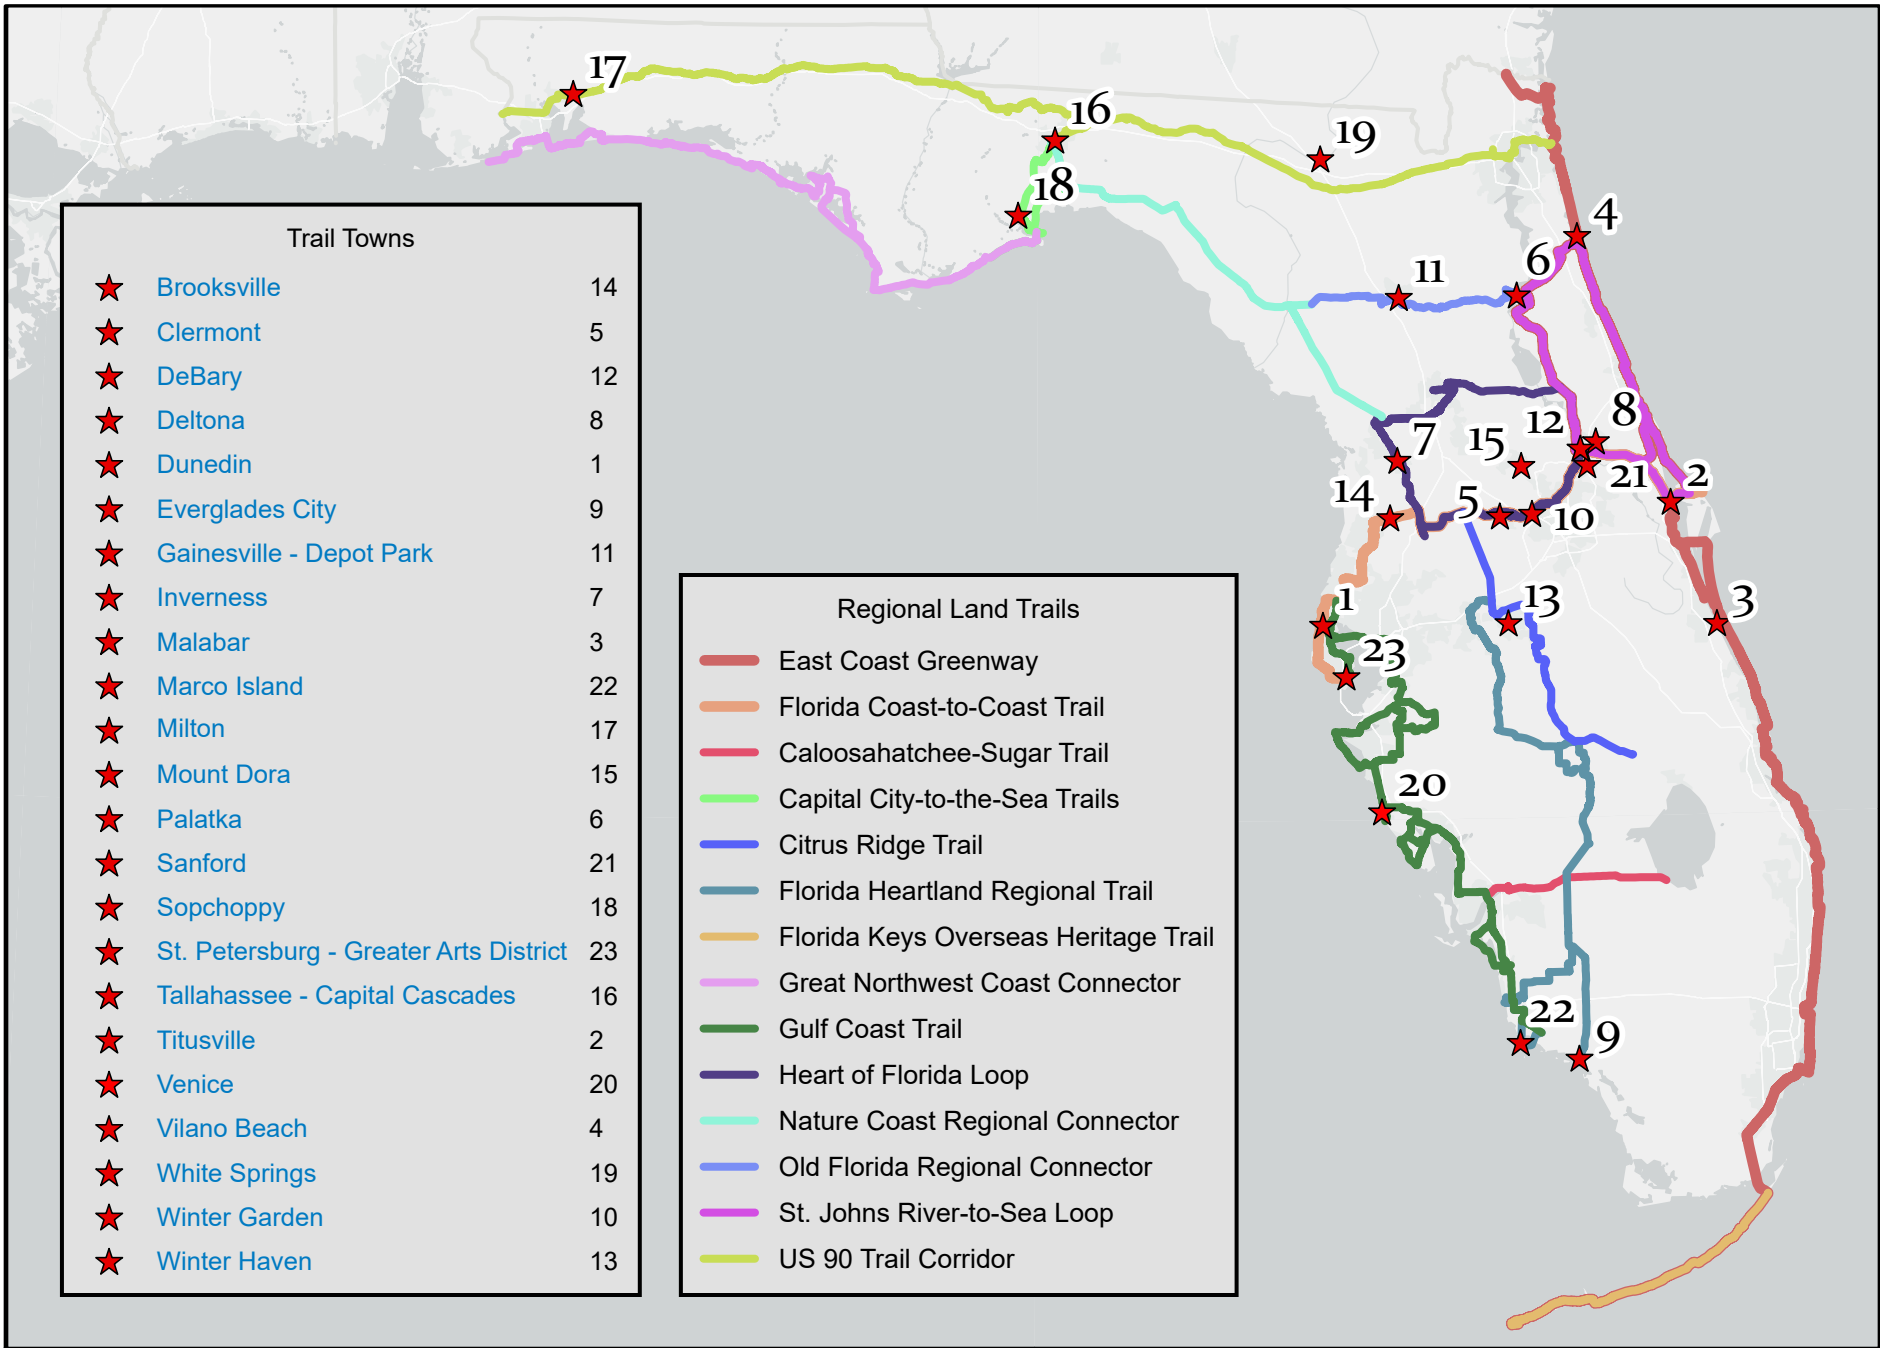 17
16
19
18
4
6
11
Trail Towns
Brooksville 14
Clermont 5
DeBary 12
Deltona 8
Dunedin 1
Everglades City 9
Gainesville - Depot Park 11
Inverness 7
Malabar 3
Marco Island 22
Milton 17
Mount Dora 15
Palatka 6
Sanford 21
Sopchoppy 18
St. Petersburg - Greater Arts District 23
Tallahassee - Capital Cascades 16
Titusville 2
Venice 20
Vilano Beach 4
White Springs 19
Winter Garden 10
Winter Haven 13
Regional Land Trails
East Coast Greenway
Florida Coast-to-Coast Trail
Caloosahatchee-Sugar Trail
Capital City-to-the-Sea Trails
Citrus Ridge Trail
Florida Heartland Regional Trail
Florida Keys Overseas Heritage Trail
Great Northwest Coast Connector
Gulf Coast Trail
Heart of Florida Loop
Nature Coast Regional Connector
Old Florida Regional Connector
St. Johns River-to-Sea Loop
US 90 Trail Corridor
8
12
7
15
21
2
14
5
10
1
13
3
23
20
22
9